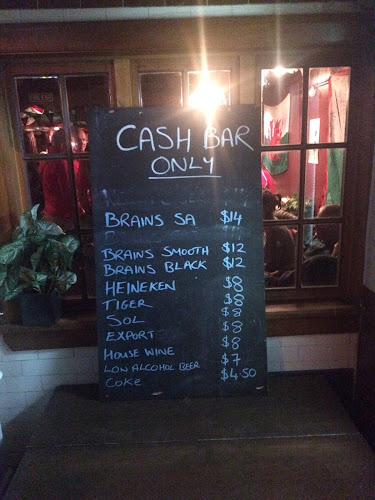 CASH BAR
ONLY
BRAINS SA $14
BRAINS SMOOTH $12
BRAINS BLACK $12
HEINEKEN $8
TIGER $8
SOL $8
EXPORT $8
HOUSE WINE $8
LOW ALCOHOL BEER $7
COKE $4.50